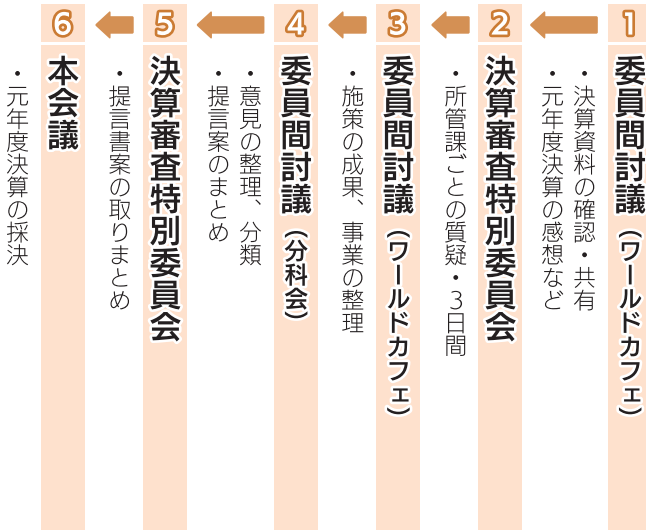 1
委員間討議（ワールドカフェ）
・決算資料の確認・共有
・元年度決算の感想など
2
決算審査特別委員会
・所管課ごとの質疑・３日間
3
委員間討議（ワールドカフェ）
・施策の成果、事業の整理
4
委員間討議（分科会）
・意見の整理、分類
・提言案のまとめ
5
決算審査特別委員会
・提言書案の取りまとめ
6
本会議
・元年度決算の採決